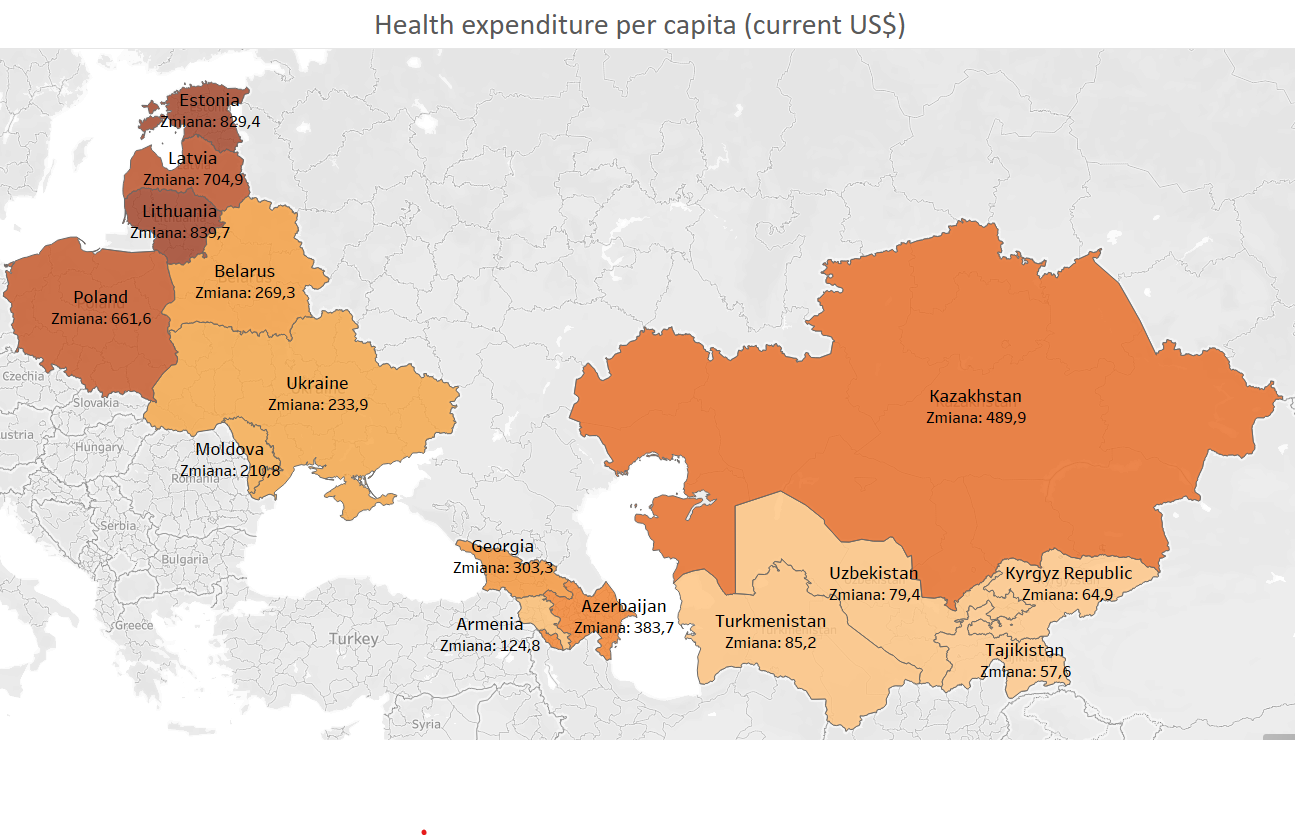 Health expenditure per capita (current US$)
Estonia
Zmiana: 829,4
Latvia
Zmiana: 704,9
Lithuania
Zmiana: 839,7
Belarus
Zmiana: 269,3
Poland
Zmiana: 661,6
Czechia
Slovakia
Ukraine
Zmiana: 233,9
Kazakhstan
Zmiana: 489,9
ustria
Hungary
Moldova
Zmiana: 210,8
Romania
Serbia
Bulgaria
Georgia
Zmiana: 303,3
Uzbekistan
Zmiana: 79,4
Kyrgyz Republic
Zmiana: 64,9
Azerbaijan
Zmiana: 383,7
Armenia
Zmiana: 124,8
Turkmenistan
Zmiana: 85,2
Greece
Turkey
Tajikistan
Zmiana: 57,6
Syria